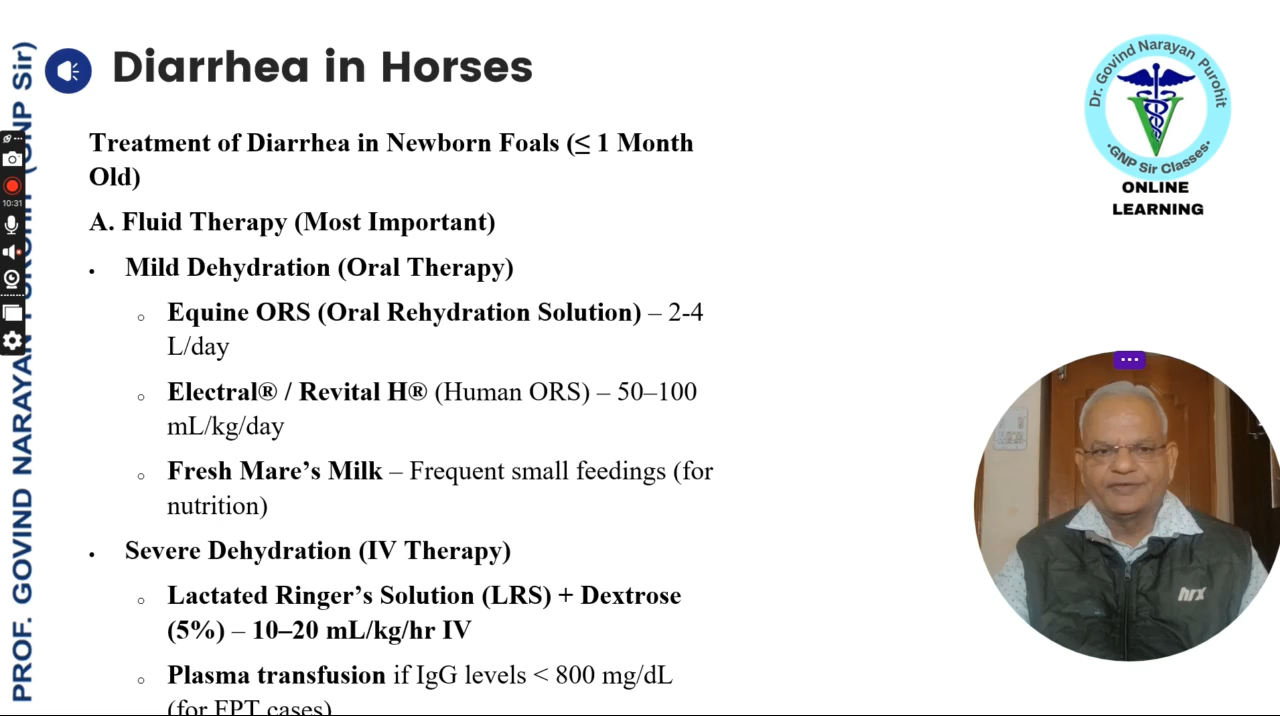 Diarrhea in Horses
Treatment of Diarrhea in Newborn Foals (≤ 1 Month
Old)
A. Fluid Therapy (Most Important)
• Mild Dehydration (Oral Therapy)
○ Equine ORS (Oral Rehydration Solution) – 2-4
L/day
○ Electral® / Revital H® (Human ORS) – 50–100
mL/kg/day
○ Fresh Mare’s Milk – Frequent small feedings (for
nutrition)
• Severe Dehydration (IV Therapy)
○ Lactated Ringer’s Solution (LRS) + Dextrose
(5%) – 10–20 mL/kg/hr IV
○ Plasma transfusion if IgG levels < 800 mg/dL
(for FPT cases)
PROF. GOVIND NARAYAN PUROHIT (GNP Sir)
10:31
Dr. Govind Narayan Purohit
•GNP Sir Classes•
ONLINE
LEARNING
hrx